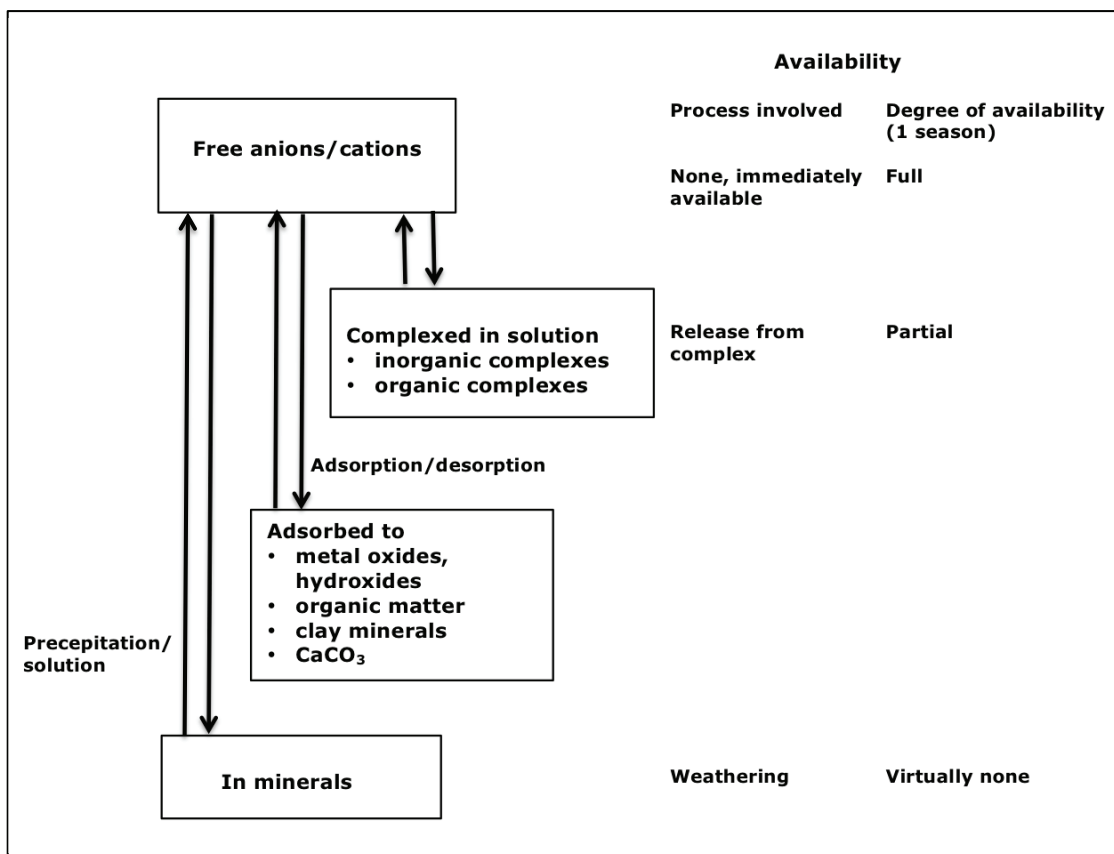 Availability
Process involved
Degree of availability
(1 season)
Free anions/cations
None, immediately
available
Full
Complexed in solution
• inorganic complexes
• organic complexes
Release from
complex
Partial
Adsorption/desorption
Adsorbed to
• metal oxides,
hydroxides
• organic matter
• clay minerals
• CaCO₃
Precepitation/
solution
In minerals
Weathering
Virtually none